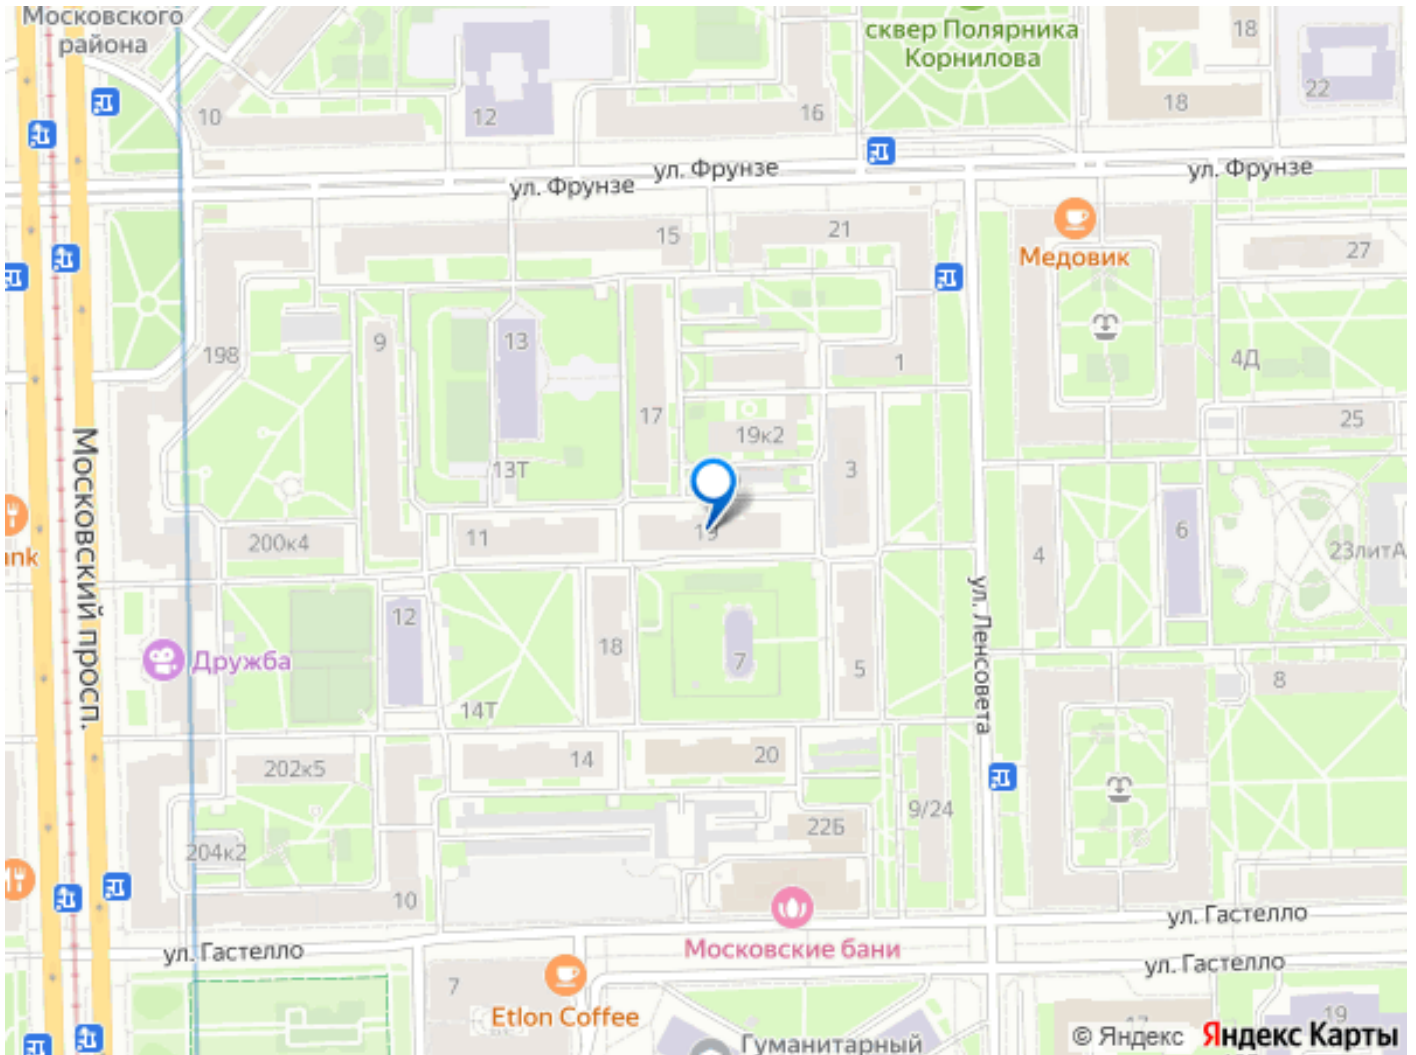 Московского
района
сквер Полярника
Корнилова
18
22
18
10
12
16
ул. Фрунзе
ул. Фрунзе
ул. Фрунзе
15
21
27
Медовик
198
9
13
1
4Д
17
25
19к2
Московский просп.
13Т
3
nk
200к4
11
19
4
6
23литА
ул. Ленсовета
12
18
7
5
Дружба
8
14Т
202к5
14
20
9/24
22Б
204к2
10
ул. Гастелло
ул. Гастелло
ул. Гастелло
Московские бани
7
Etlon Coffee
19
Гуманитарный
© Яндекс Яндекс Карты